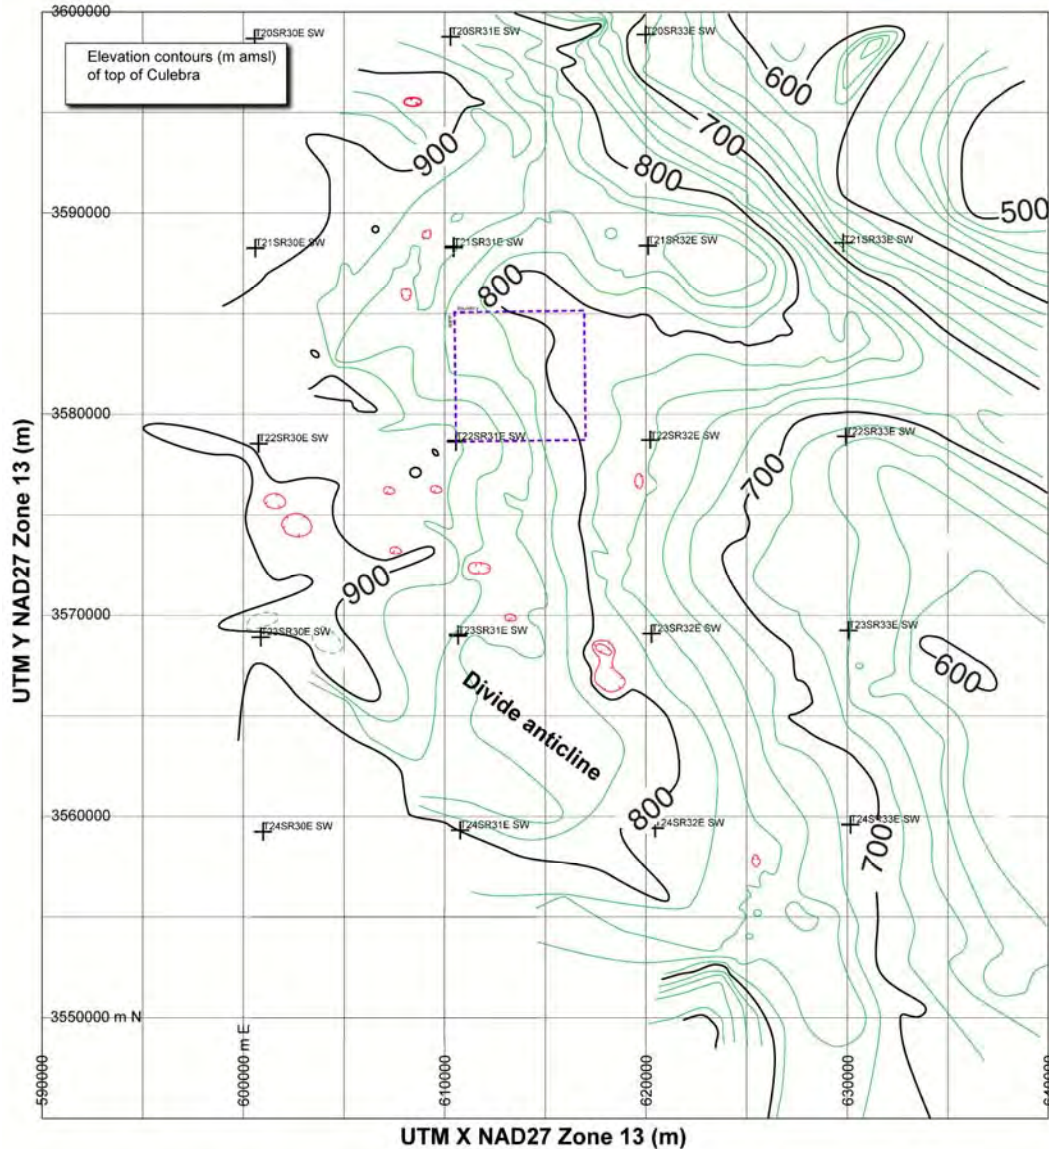 3600000
T20SR30E SW
T20SR31E SW
T20SR33E SW
Elevation contours (m amsl)
of top of Culebra
600
700
900
800
500
3590000
T21SR30E SW
T21SR31E SW
T21SR32E SW
T21SR33E SW
800
3580000
T22SR30E SW
T22SR31E SW
T22SR32E SW
T22SR33E SW
700
900
3570000
T23SR30E SW
T23SR31E SW
T23SR32E SW
T23SR33E SW
600
Divide anticline
3560000
800
T24SR30E SW
T24SR31E SW
T24SR32E SW
T24SR33E SW
700
3550000 m N
590000
600000 m E
610000
620000
630000
640000
UTM Y NAD27 Zone 13 (m)
UTM X NAD27 Zone 13 (m)